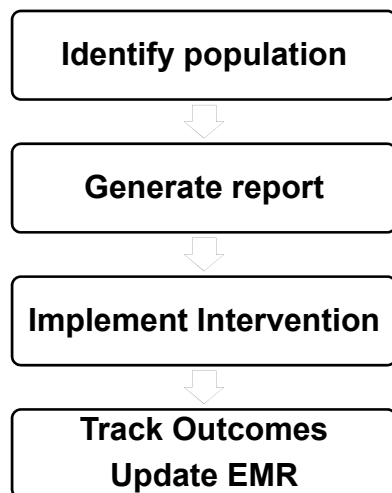 Identify population
Generate report
Implement Intervention
Track Outcomes
Update EMR